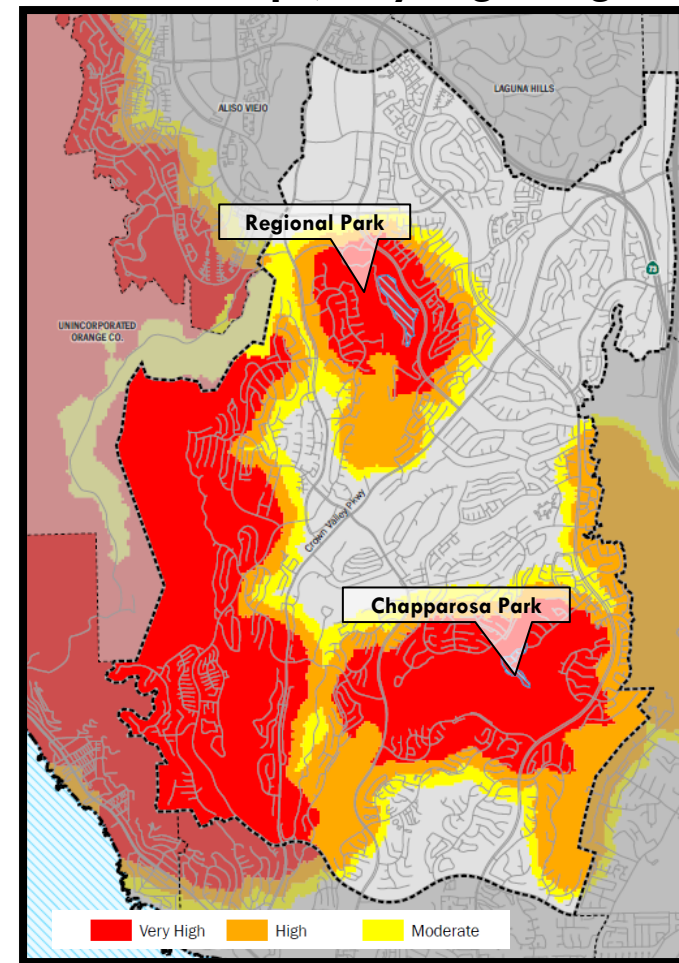 ALISO VIEJO
LAGUNA HILLS
Regional Park
73
UNINCORPORATED
ORANGE CO.
Crown Valley Pkwy
Chapparosa Park
Very High
High
Moderate